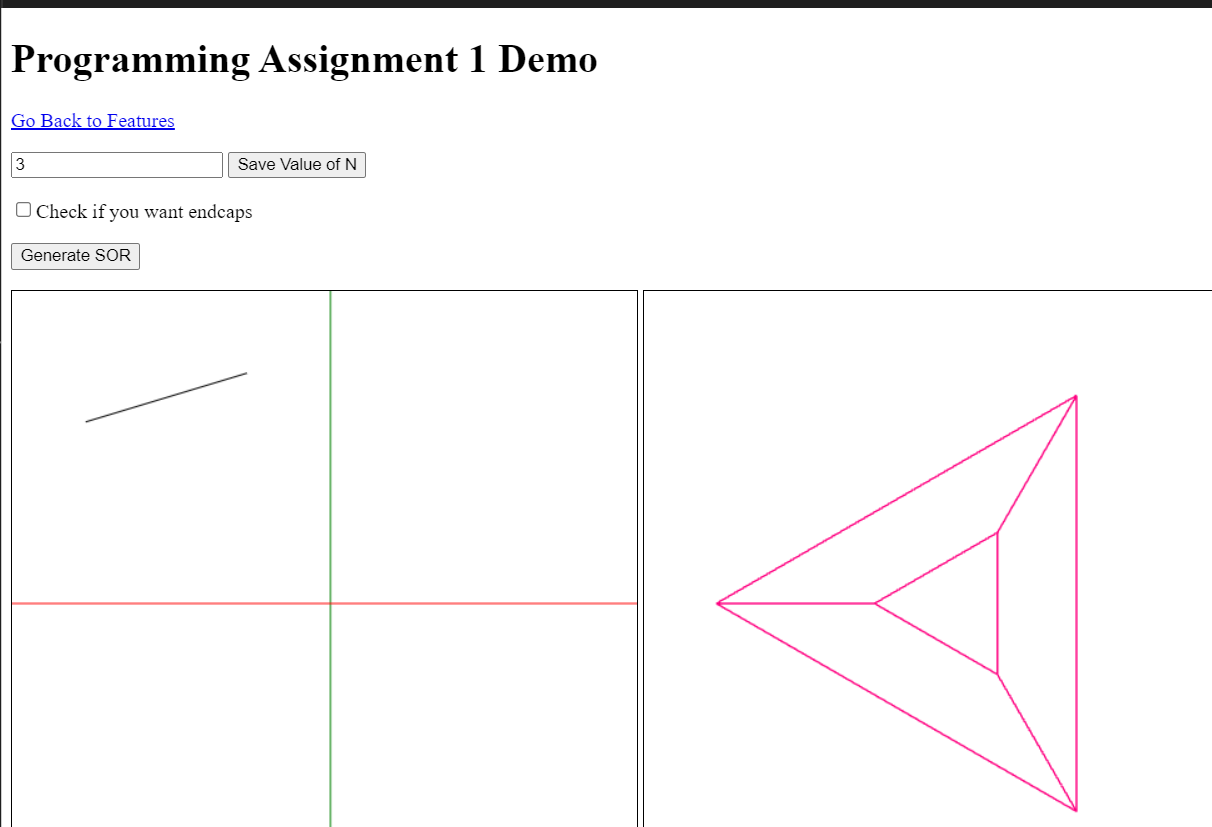 Programming Assignment 1 Demo
Go Back to Features
3 Save Value of N
Check if you want endcaps
Generate SOR